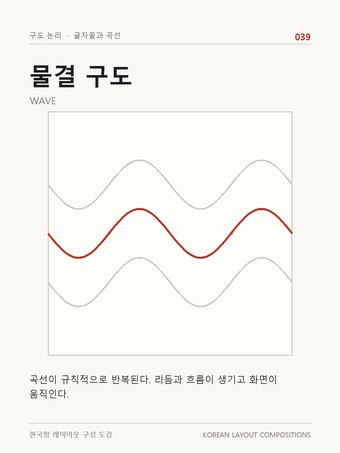 구도 논리 · 글자꼴과 곡선
039
물결 구도
WAVE
곡선이 규칙적으로 반복된다. 리듬과 흐름이 생기고 화면이
움직인다.
한국형 레이아웃 구성 도감
KOREAN LAYOUT COMPOSITIONS